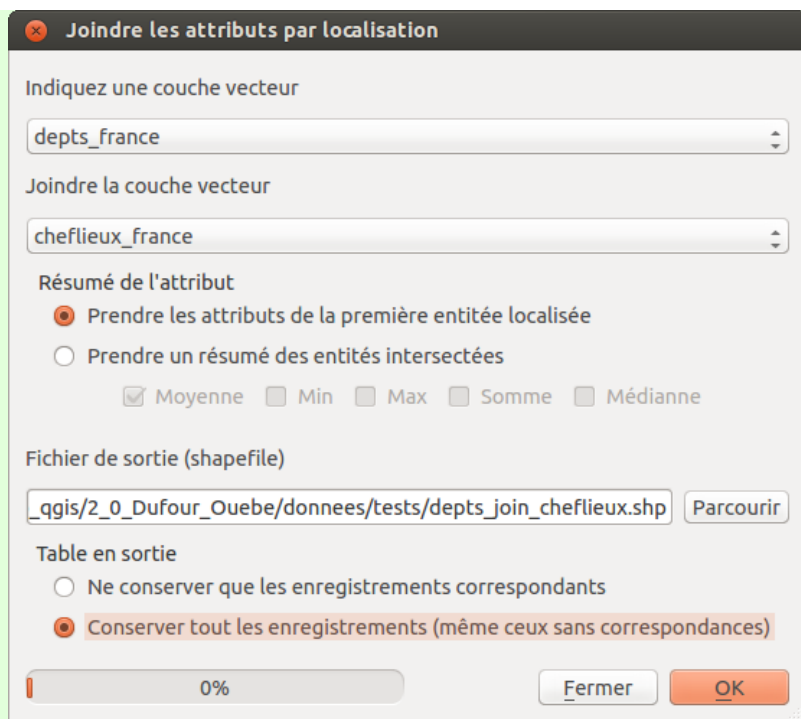 Joindre les attributs par localisation
Indiquez une couche vecteur
depts_france
Joindre la couche vecteur
cheflieux_france
Résumé de l'attribut
Prendre les attributs de la première entitée localisée
Prendre un résumé des entités intersectées
Moyenne Min Max Somme Médianne
Fichier de sortie (shapefile)
_qgis/2_0_Dufour_Ouebe/donnees/tests/depts_join_cheflieux.shp Parcourir
Table en sortie
Ne conserver que les enregistrements correspondants
Conserver tout les enregistrements (même ceux sans correspondances)
0% Fermer OK